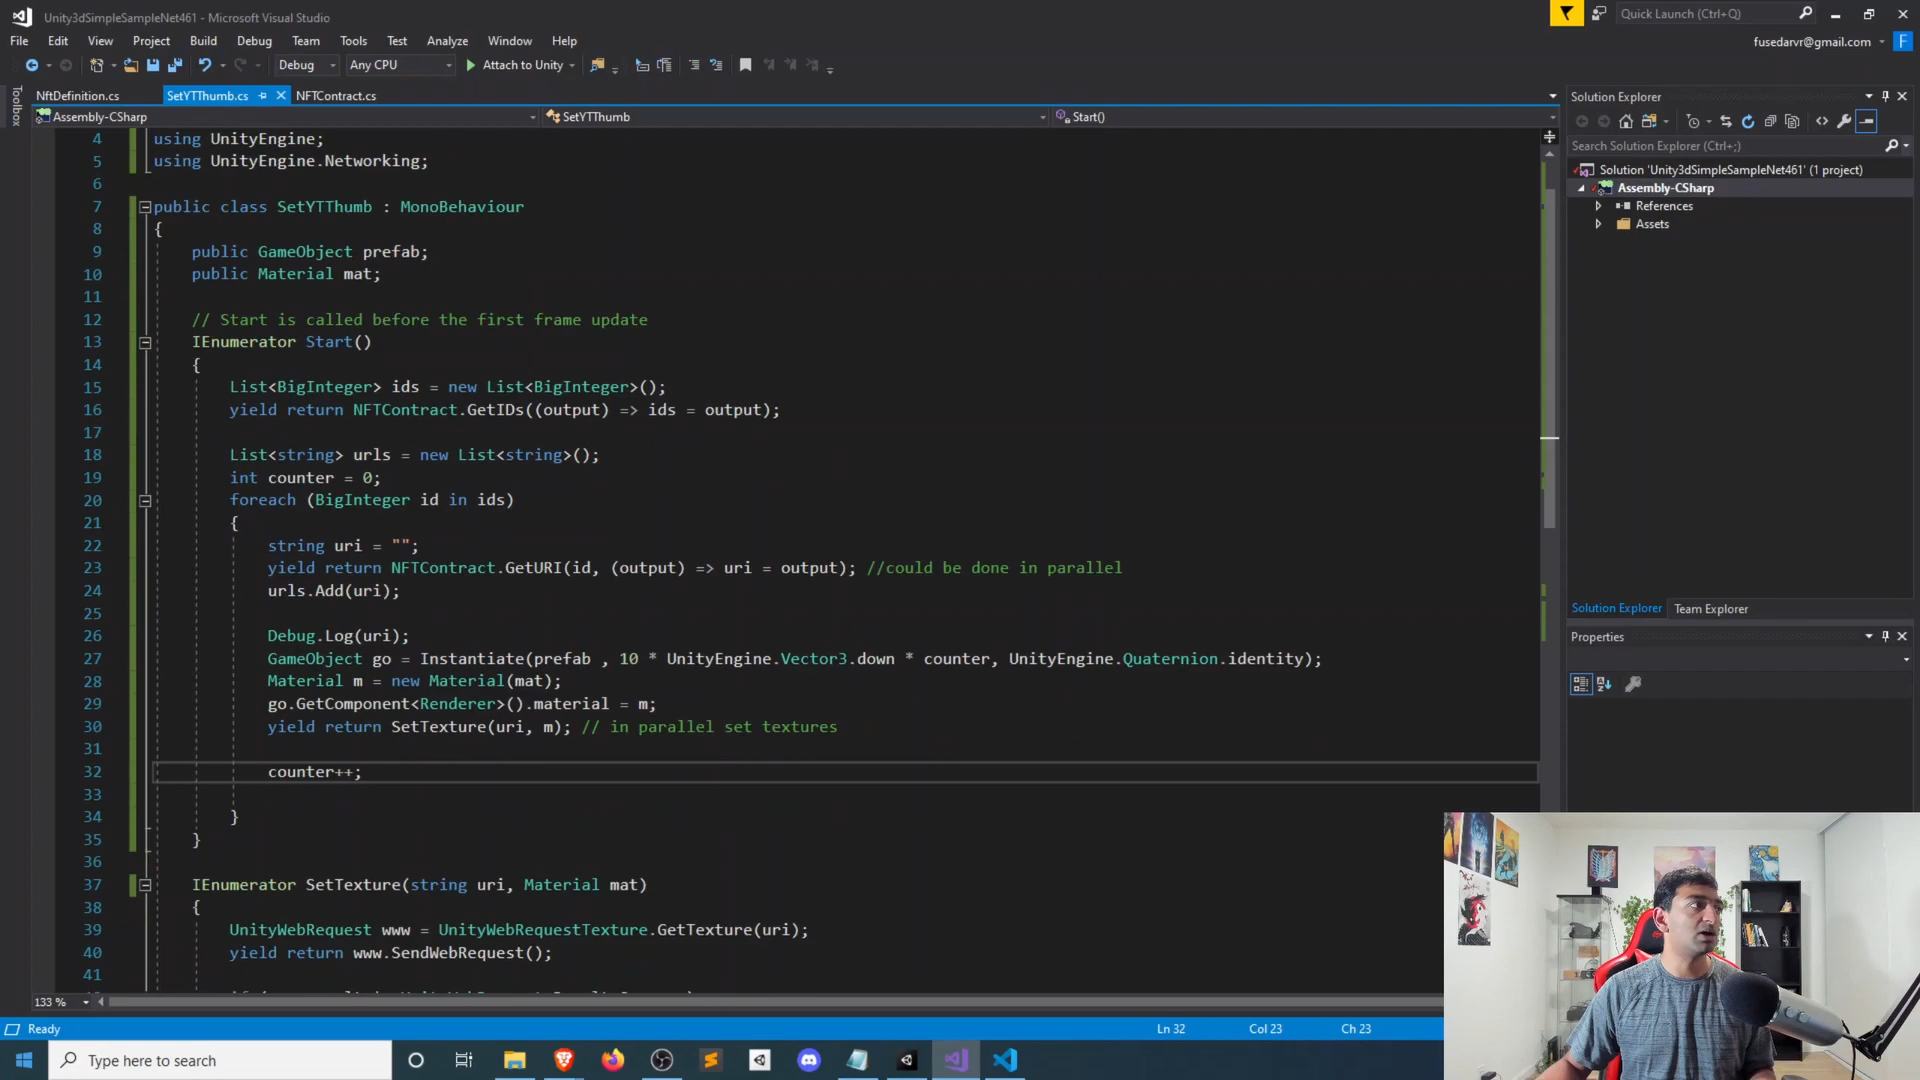 Unity3dSimpleSampleNet461 - Microsoft Visual Studio
Quick Launch (Ctrl+Q)
File Edit View Project Build Debug Team Tools Test Analyze Window Help
fusedarvr@gmail.com F
Debug Any CPU Attach to Unity
Toolbox
NftDefinition.cs SetYTThumb.cs NFTContract.cs
Assembly-CSharp SetYTThumb Start()
4 using UnityEngine;
5 using UnityEngine.Networking;
6
7 public class SetYTThumb : MonoBehaviour
8 {
9 public GameObject prefab;
10 public Material mat;
11
12 // Start is called before the first frame update
13 IEnumerator Start()
14 {
15 List<BigInteger> ids = new List<BigInteger>();
16 yield return NFTContract.GetIDs((output) => ids = output);
17
18 List<string> urls = new List<string>();
19 int counter = 0;
20 foreach (BigInteger id in ids)
21 {
22 string uri = "";
23 yield return NFTContract.GetURI(id, (output) => uri = output); //could be done in parallel
24 urls.Add(uri);
25
26 Debug.Log(uri);
27 GameObject go = Instantiate(prefab , 10 * UnityEngine.Vector3.down * counter, UnityEngine.Quaternion.identity);
28 Material m = new Material(mat);
29 go.GetComponent<Renderer>().material = m;
30 yield return SetTexture(uri, m); // in parallel set textures
31
32 counter++;
33
34 }
35 }
36
37 IEnumerator SetTexture(string uri, Material mat)
38 {
39 UnityWebRequest www = UnityWebRequestTexture.GetTexture(uri);
40 yield return www.SendWebRequest();
41
133 %
Solution Explorer
Search Solution Explorer (Ctrl+;)
Solution 'Unity3dSimpleSampleNet461' (1 project)
Assembly-CSharp
References
Assets
Solution Explorer Team Explorer
Properties
Ready Ln 32 Col 23 Ch 23
Type here to search